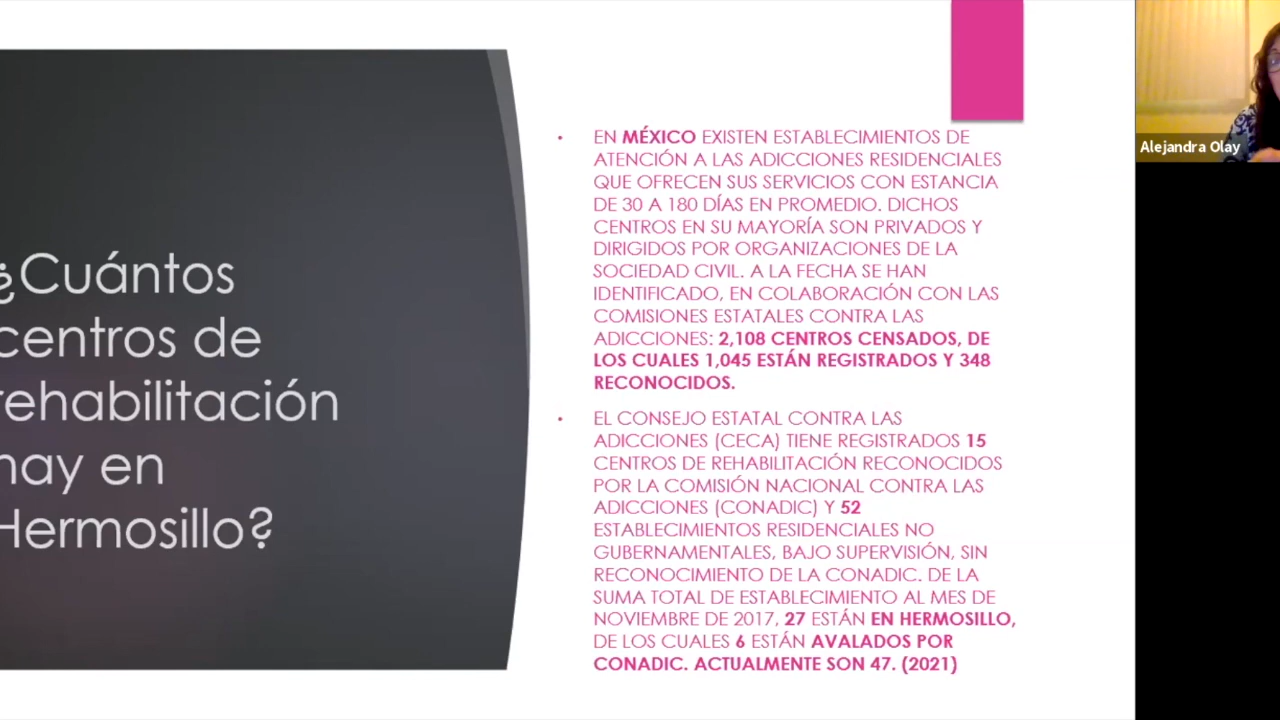 ¿Cuántos
centros de
rehabilitación
hay en
Hermosillo?
• EN MÉXICO EXISTEN ESTABLECIMIENTOS DE
ATENCIÓN A LAS ADICCIONES RESIDENCIALES
QUE OFRECEN SUS SERVICIOS CON ESTANCIA
DE 30 A 180 DÍAS EN PROMEDIO. DICHOS
CENTROS EN SU MAYORÍA SON PRIVADOS Y
DIRIGIDOS POR ORGANIZACIONES DE LA
SOCIEDAD CIVIL. A LA FECHA SE HAN
IDENTIFICADO, EN COLABORACIÓN CON LAS
COMISIONES ESTATALES CONTRA LAS
ADICCIONES: 2,108 CENTROS CENSADOS, DE
LOS CUALES 1,045 ESTÁN REGISTRADOS Y 348
RECONOCIDOS.
• EL CONSEJO ESTATAL CONTRA LAS
ADICCIONES (CECA) TIENE REGISTRADOS 15
CENTROS DE REHABILITACIÓN RECONOCIDOS
POR LA COMISIÓN NACIONAL CONTRA LAS
ADICCIONES (CONADIC) Y 52
ESTABLECIMIENTOS RESIDENCIALES NO
GUBERNAMENTALES, BAJO SUPERVISIÓN, SIN
RECONOCIMIENTO DE LA CONADIC. DE LA
SUMA TOTAL DE ESTABLECIMIENTO AL MES DE
NOVIEMBRE DE 2017, 27 ESTÁN EN HERMOSILLO,
DE LOS CUALES 6 ESTÁN AVALADOS POR
CONADIC. ACTUALMENTE SON 47. (2021)
Alejandra Olay